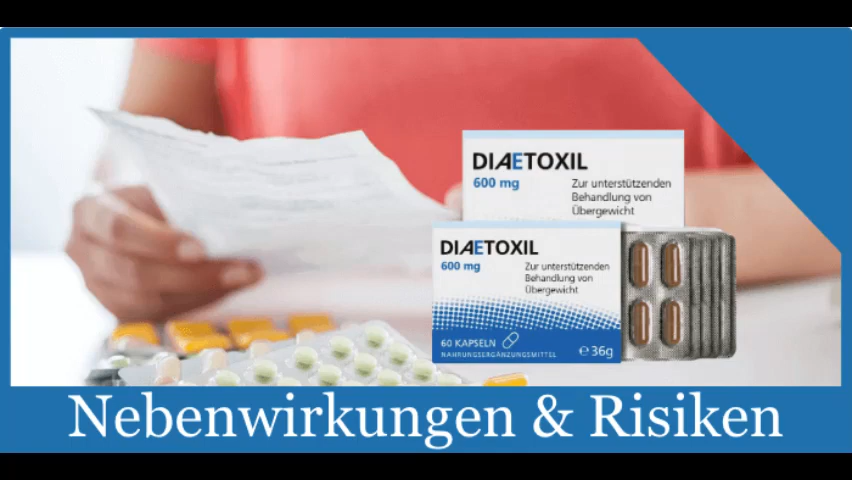 DIAETOXIL
600 mg
Zur unterstützenden
Behandlung von
Übergewicht
DIAETOXIL
600 mg
Zur unterstützenden
Behandlung von
Übergewicht
60 KAPSELN
NAHRUNGSERGÄNZUNGSMITTEL
℮36g
Nebenwirkungen & Risiken